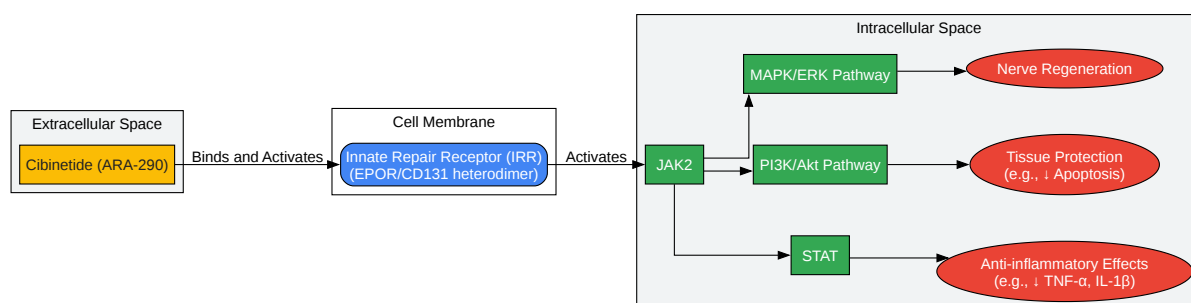 Extracellular Space
Cibinetide (ARA-290)
Binds and Activates
Cell Membrane
Innate Repair Receptor (IRR)
(EPOR/CD131 heterodimer)
Activates
Intracellular Space
JAK2
MAPK/ERK Pathway
Nerve Regeneration
PI3K/Akt Pathway
Tissue Protection
(e.g., ↓ Apoptosis)
STAT
Anti-inflammatory Effects
(e.g., ↓ TNF-α, IL-1β)